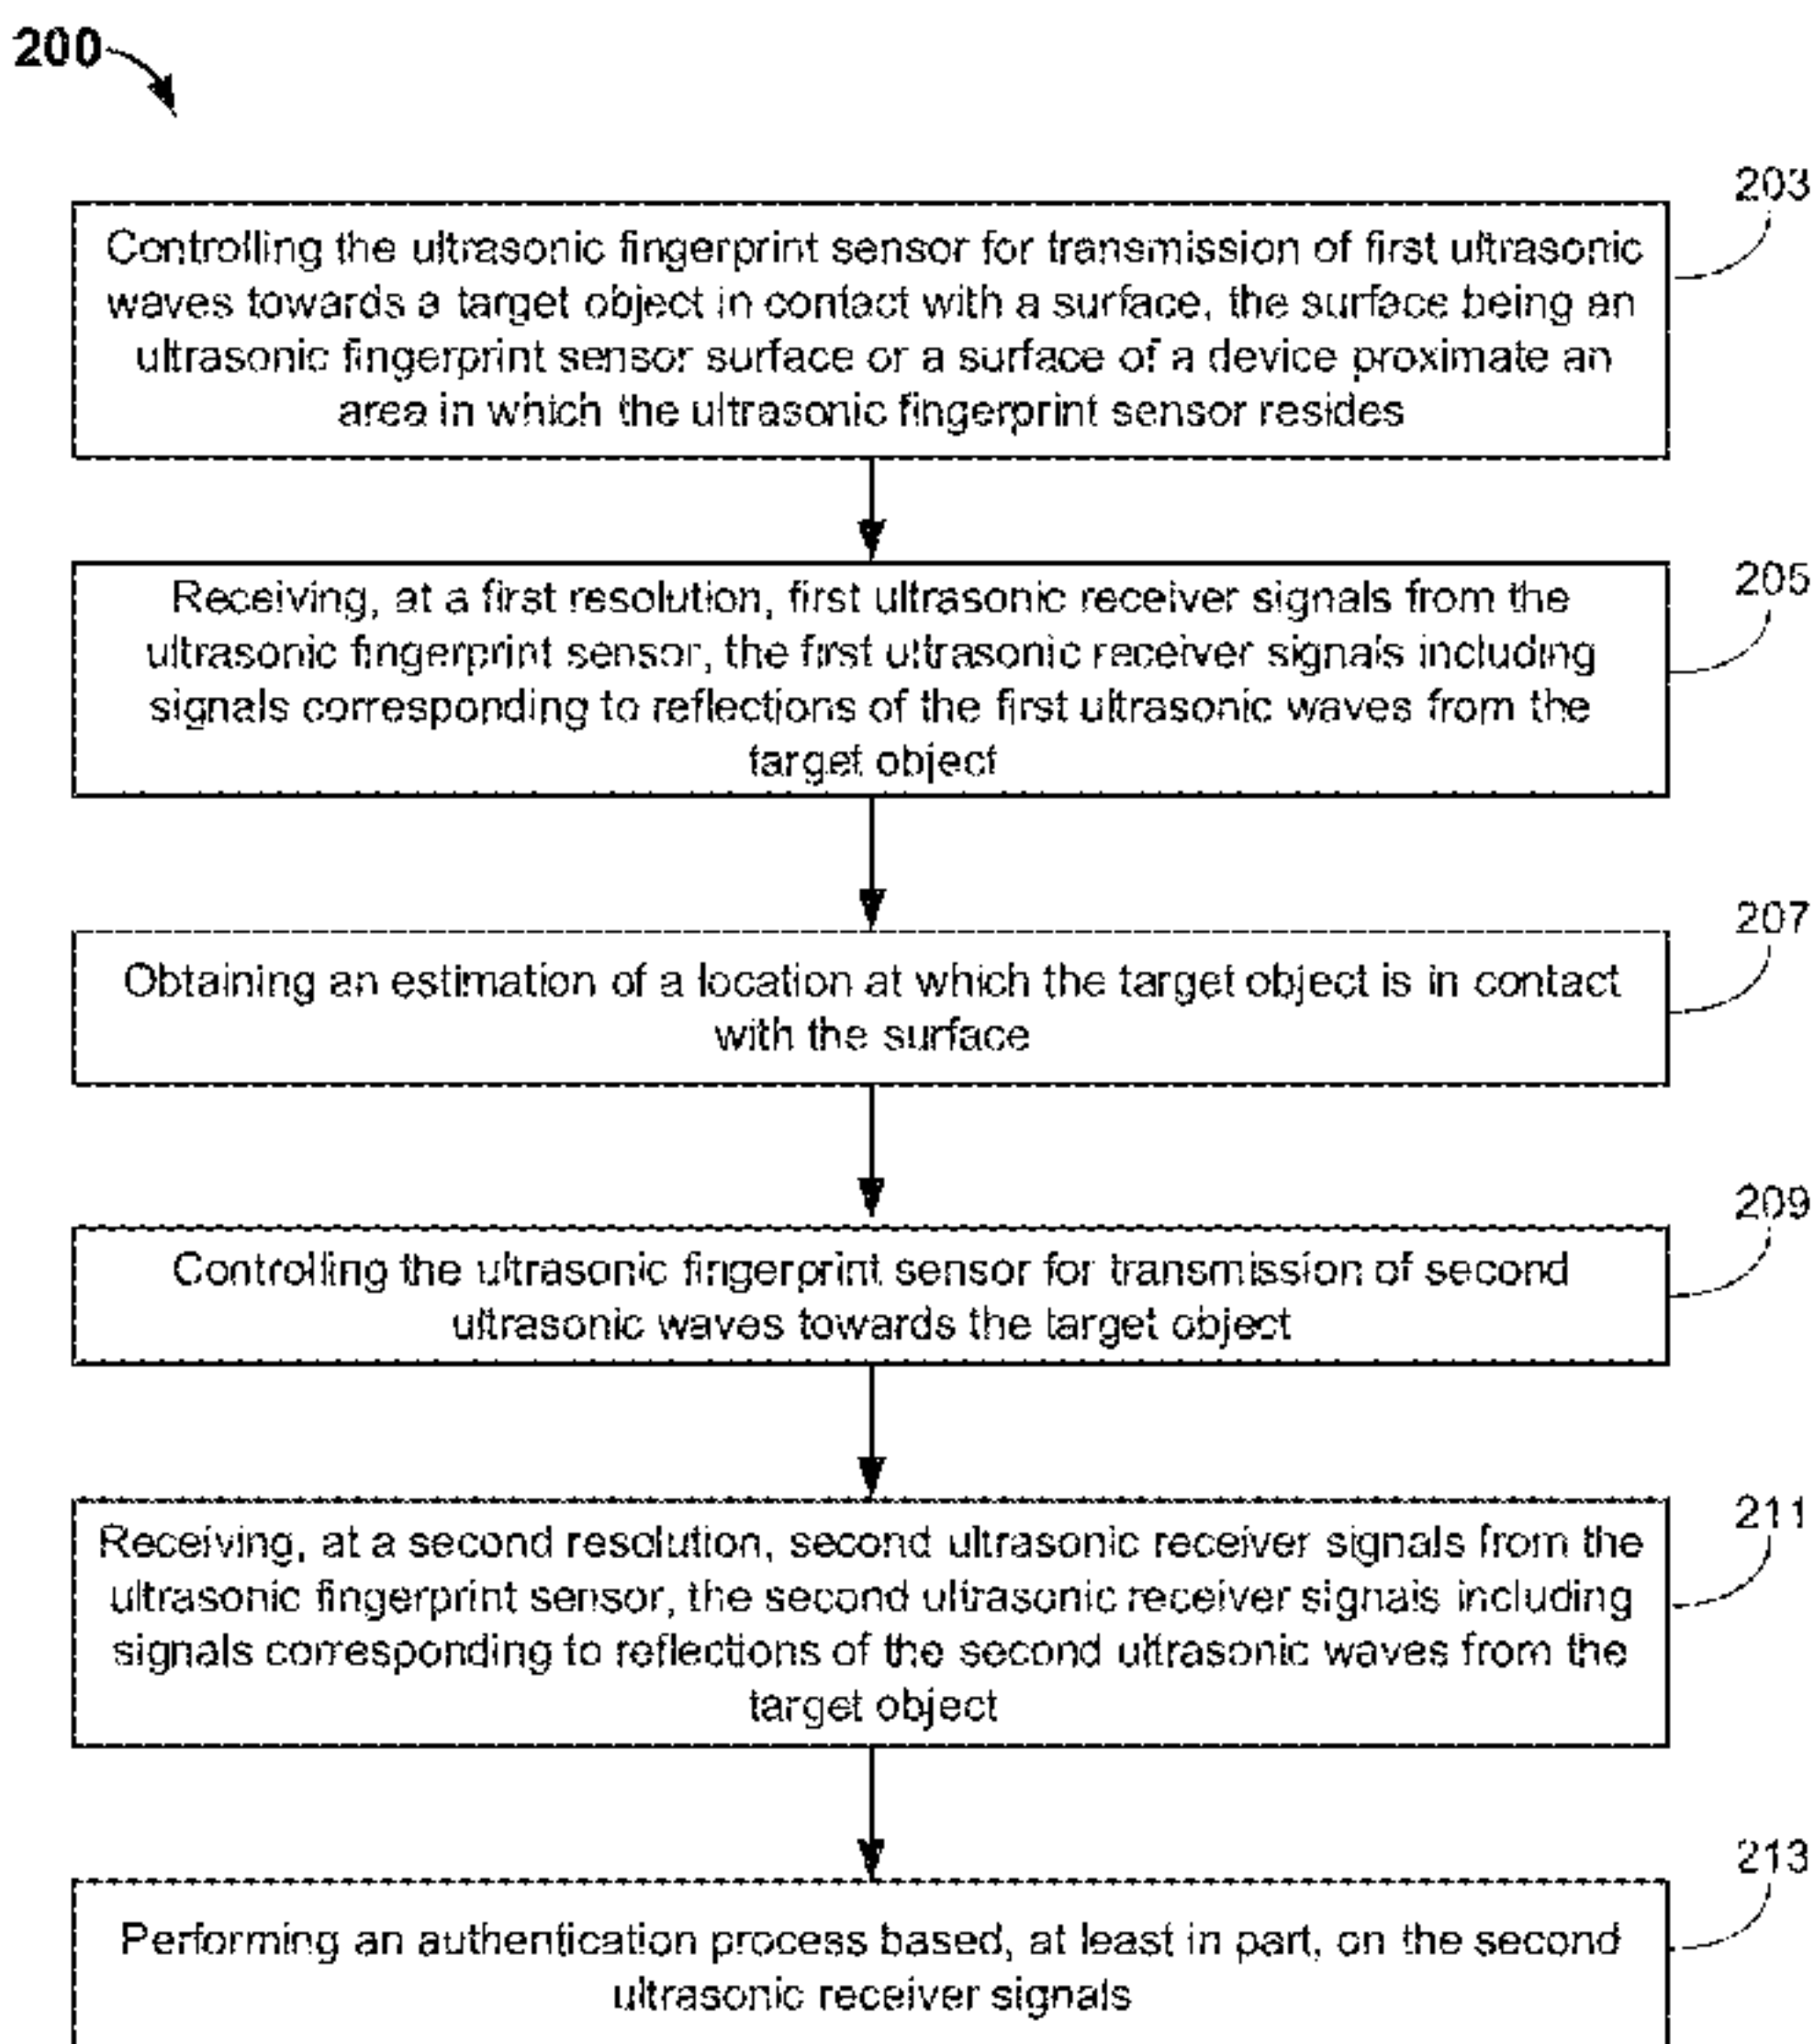 200
203
Controlling the ultrasonic fingerprint sensor for transmission of first ultrasonic
waves towards a target object in contact with a surface, the surface being an
ultrasonic fingerprint sensor surface or a surface of a device proximate an
area in which the ultrasonic fingerprint sensor resides
205
Receiving, at a first resolution, first ultrasonic receiver signals from the
ultrasonic fingerprint sensor, the first ultrasonic receiver signals including
signals corresponding to reflections of the first ultrasonic waves from the
target object
207
Obtaining an estimation of a location at which the target object is in contact
with the surface
209
Controlling the ultrasonic fingerprint sensor for transmission of second
ultrasonic waves towards the target object
211
Receiving, at a second resolution, second ultrasonic receiver signals from the
ultrasonic fingerprint sensor, the second ultrasonic receiver signals including
signals corresponding to reflections of the second ultrasonic waves from the
target object
213
Performing an authentication process based, at least in part, on the second
ultrasonic receiver signals